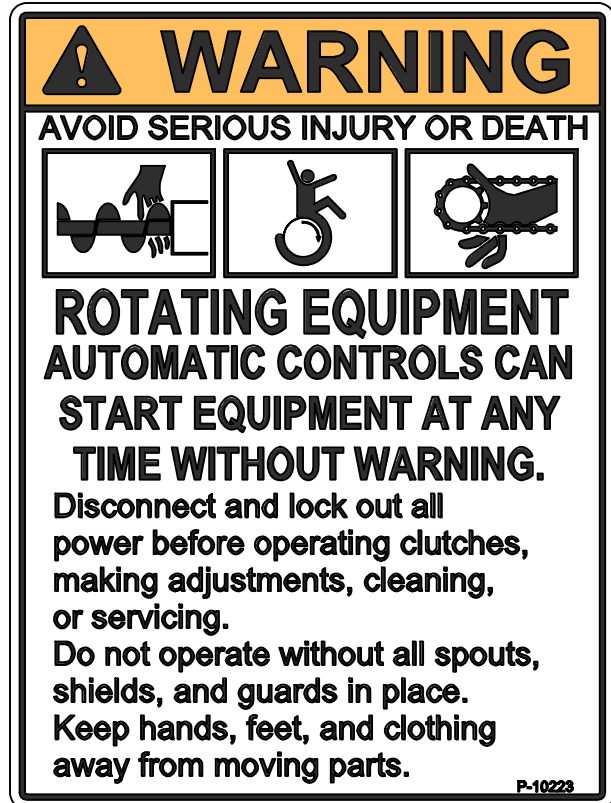 WARNING
AVOID SERIOUS INJURY OR DEATH
ROTATING EQUIPMENT
AUTOMATIC CONTROLS CAN
START EQUIPMENT AT ANY
TIME WITHOUT WARNING.
Disconnect and lock out all
power before operating clutches,
making adjustments, cleaning,
or servicing.
Do not operate without all spouts,
shields, and guards in place.
Keep hands, feet, and clothing
away from moving parts.
P-10223